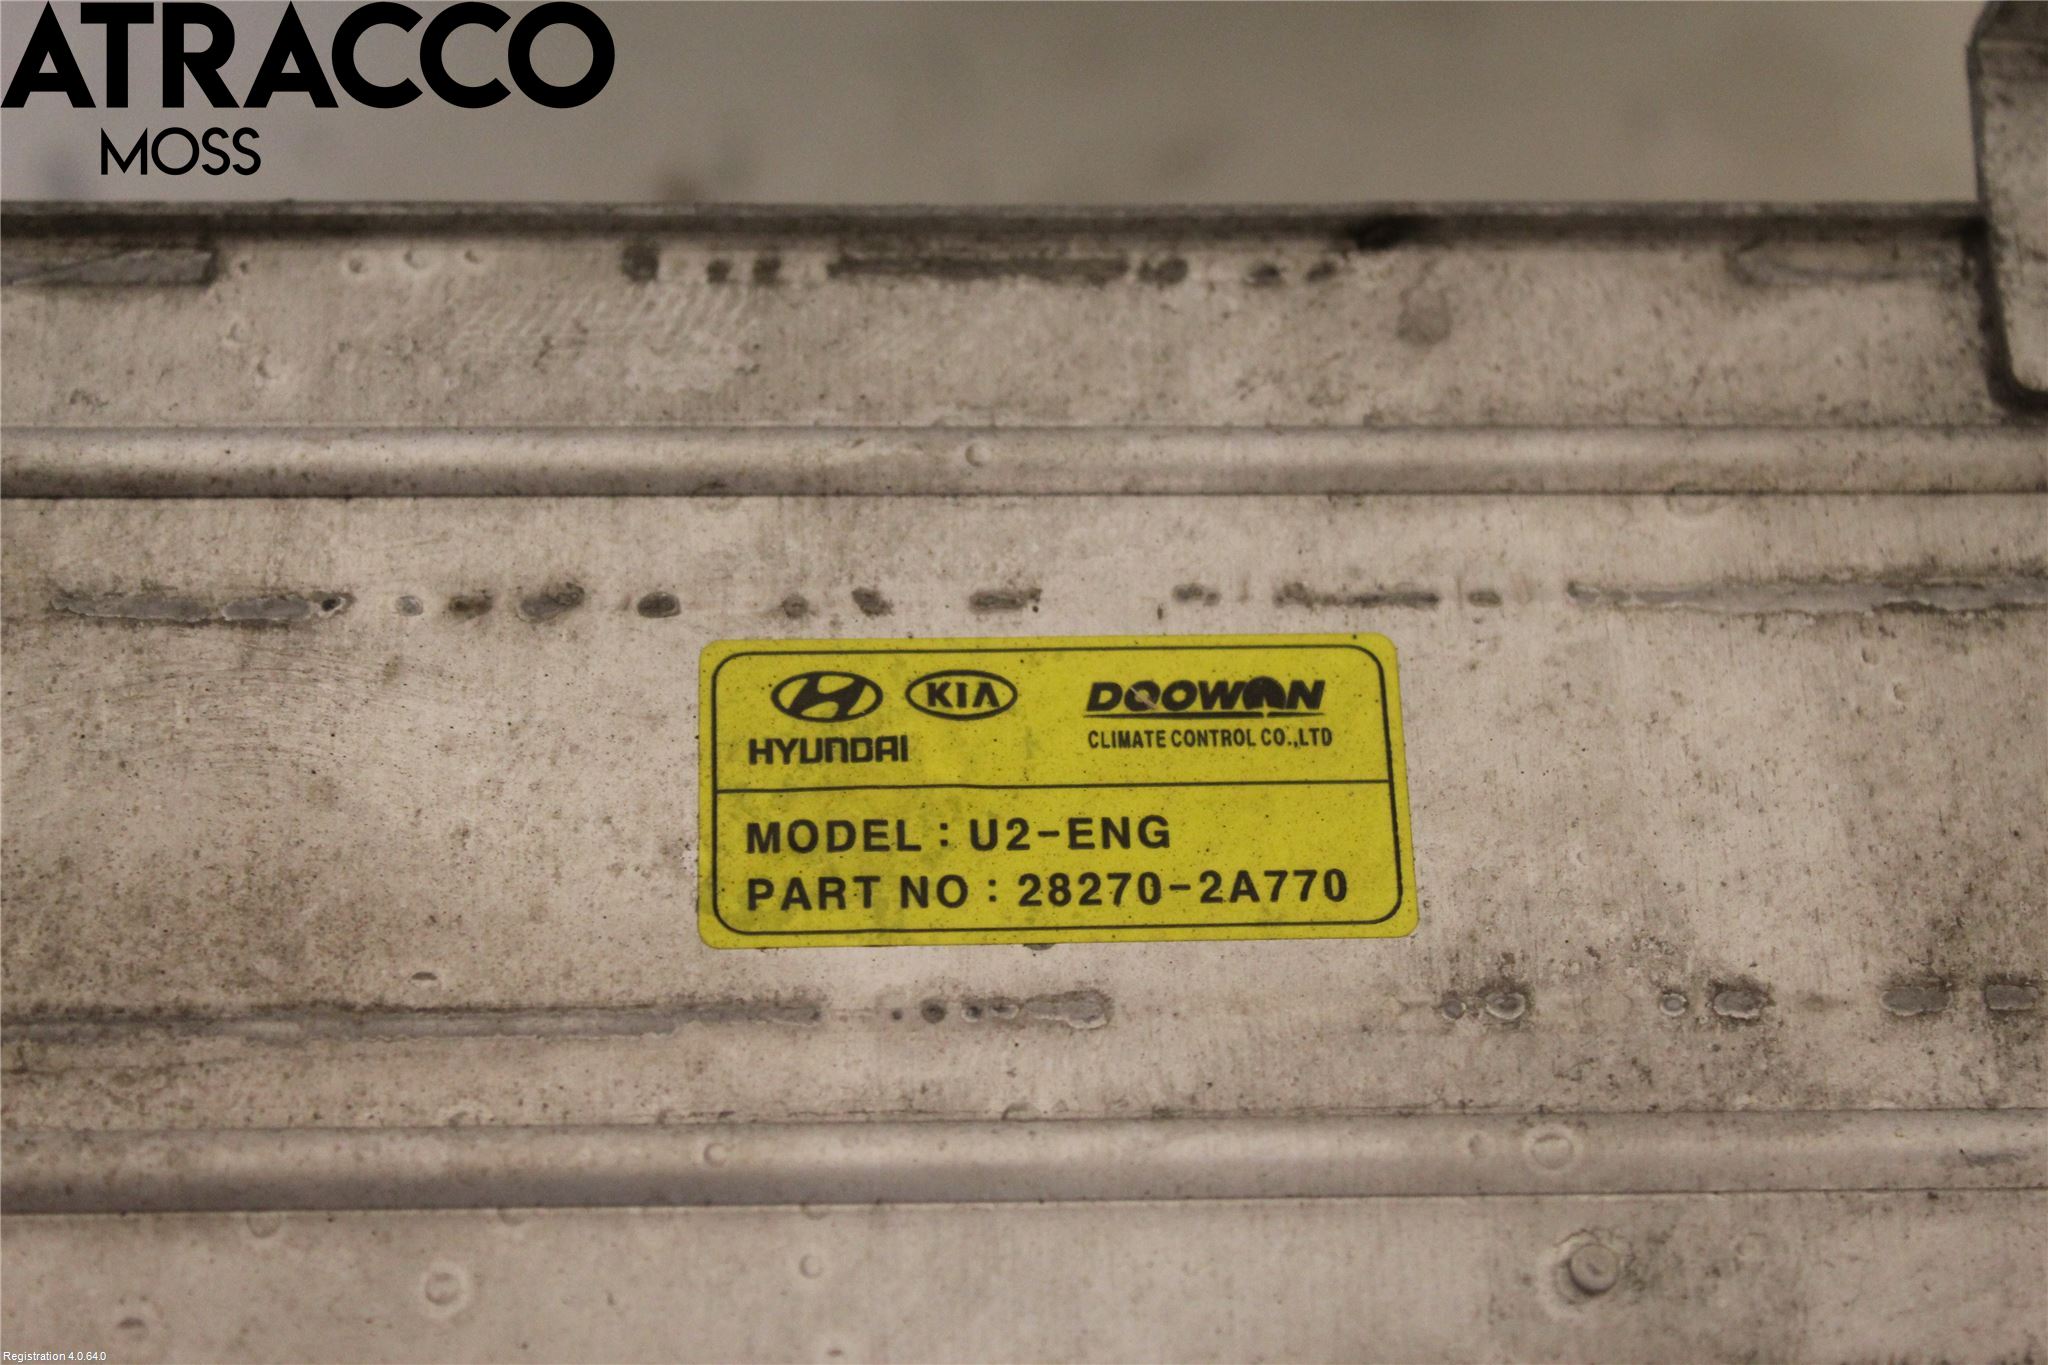 ATRACCO
MOSS
HYUNDAI
KIA
DOOWON
CLIMATE CONTROL CO.,LTD
MODEL : U2-ENG
PART NO : 28270-2A770
Registration 4.0.64.0